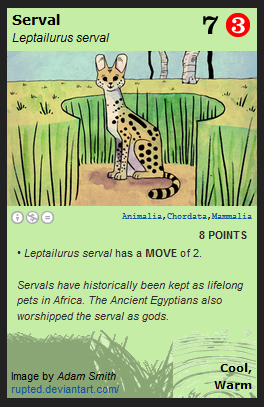 Serval
Leptailurus serval
7 3
Animalia,Chordata,Mammalia
8 POINTS
• Leptailurus serval has a MOVE of 2.
Servals have historically been kept as lifelong
pets in Africa. The Ancient Egyptians also
worshipped the serval as gods.
Image by Adam Smith
rupted.deviantart.com/
Cool,
Warm